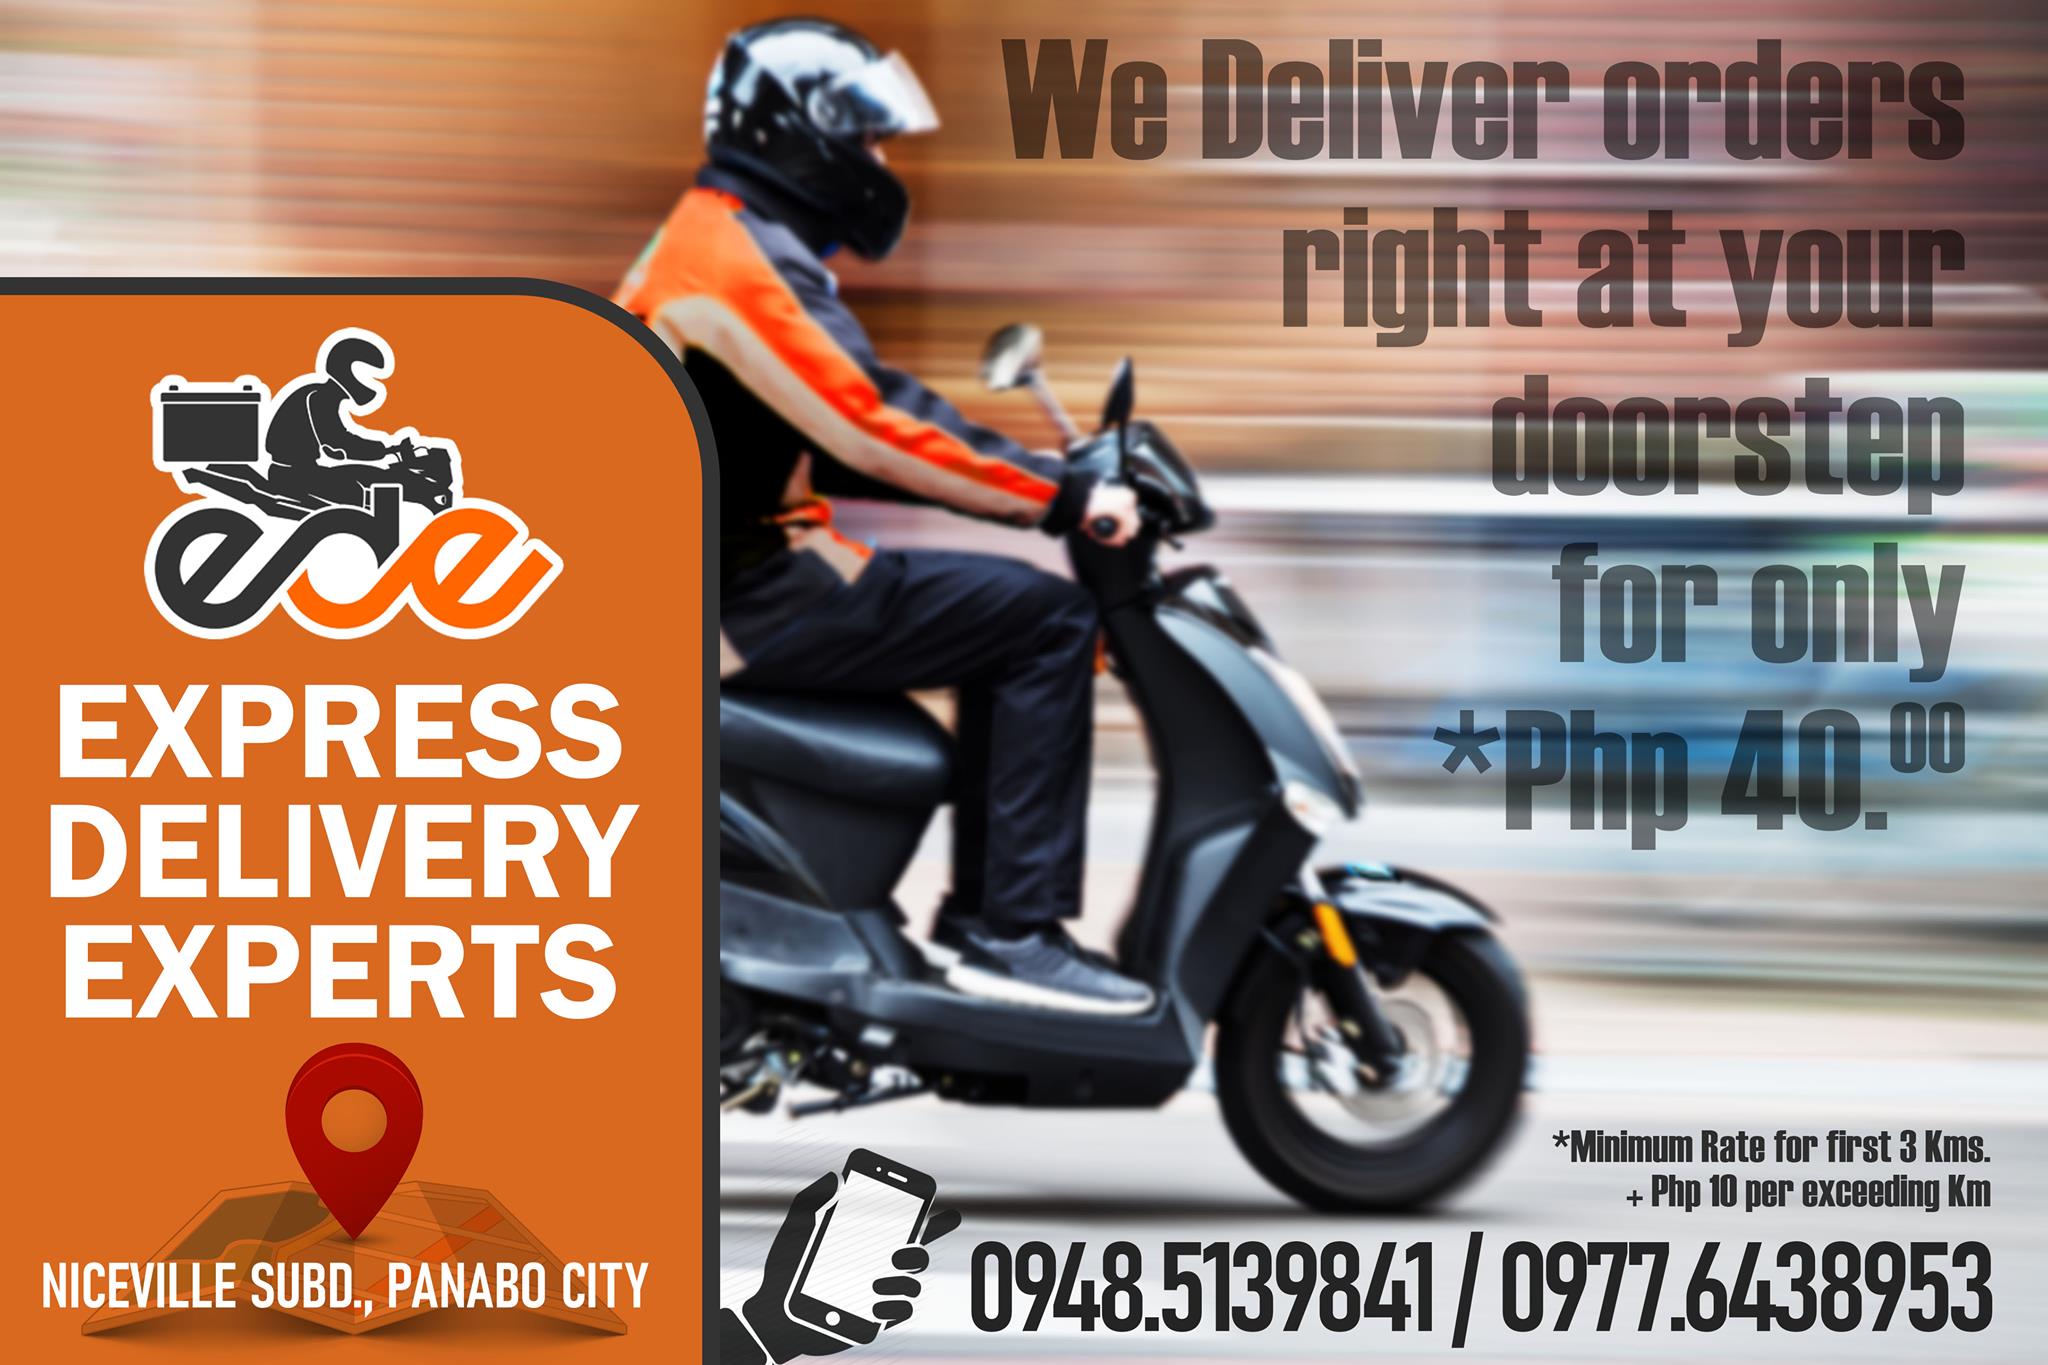 ede
EXPRESS
DELIVERY
EXPERTS
NICEVILLE SUBD., PANABO CITY
We Deliver orders
right at your
doorstep
for only
*Php 40.00
*Minimum Rate for first 3 Kms.
+ Php 10 per exceeding Km
0948.5139841 / 0977.6438953